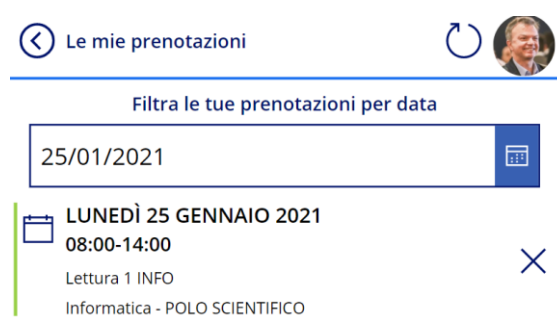 Le mie prenotazioni
Filtra le tue prenotazioni per data
25/01/2021
LUNEDÌ 25 GENNAIO 2021
08:00-14:00
Lettura 1 INFO
Informatica - POLO SCIENTIFICO